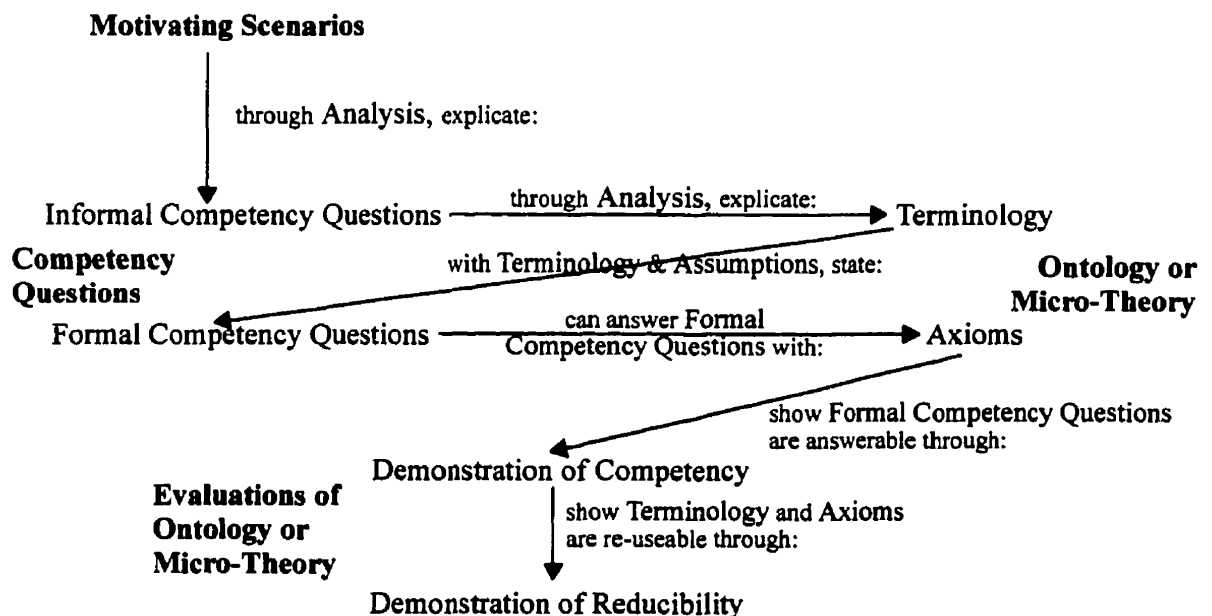 Motivating Scenarios
through Analysis, explicate:
Informal Competency Questions
through Analysis, explicate:
Terminology
Competency
Questions
with Terminology & Assumptions, state:
Ontology or
Micro-Theory
Formal Competency Questions
can answer Formal
Competency Questions with:
Axioms
show Formal Competency Questions
are answerable through:
Demonstration of Competency
Evaluations of
Ontology or
Micro-Theory
show Terminology and Axioms
are re-useable through:
Demonstration of Reducibility